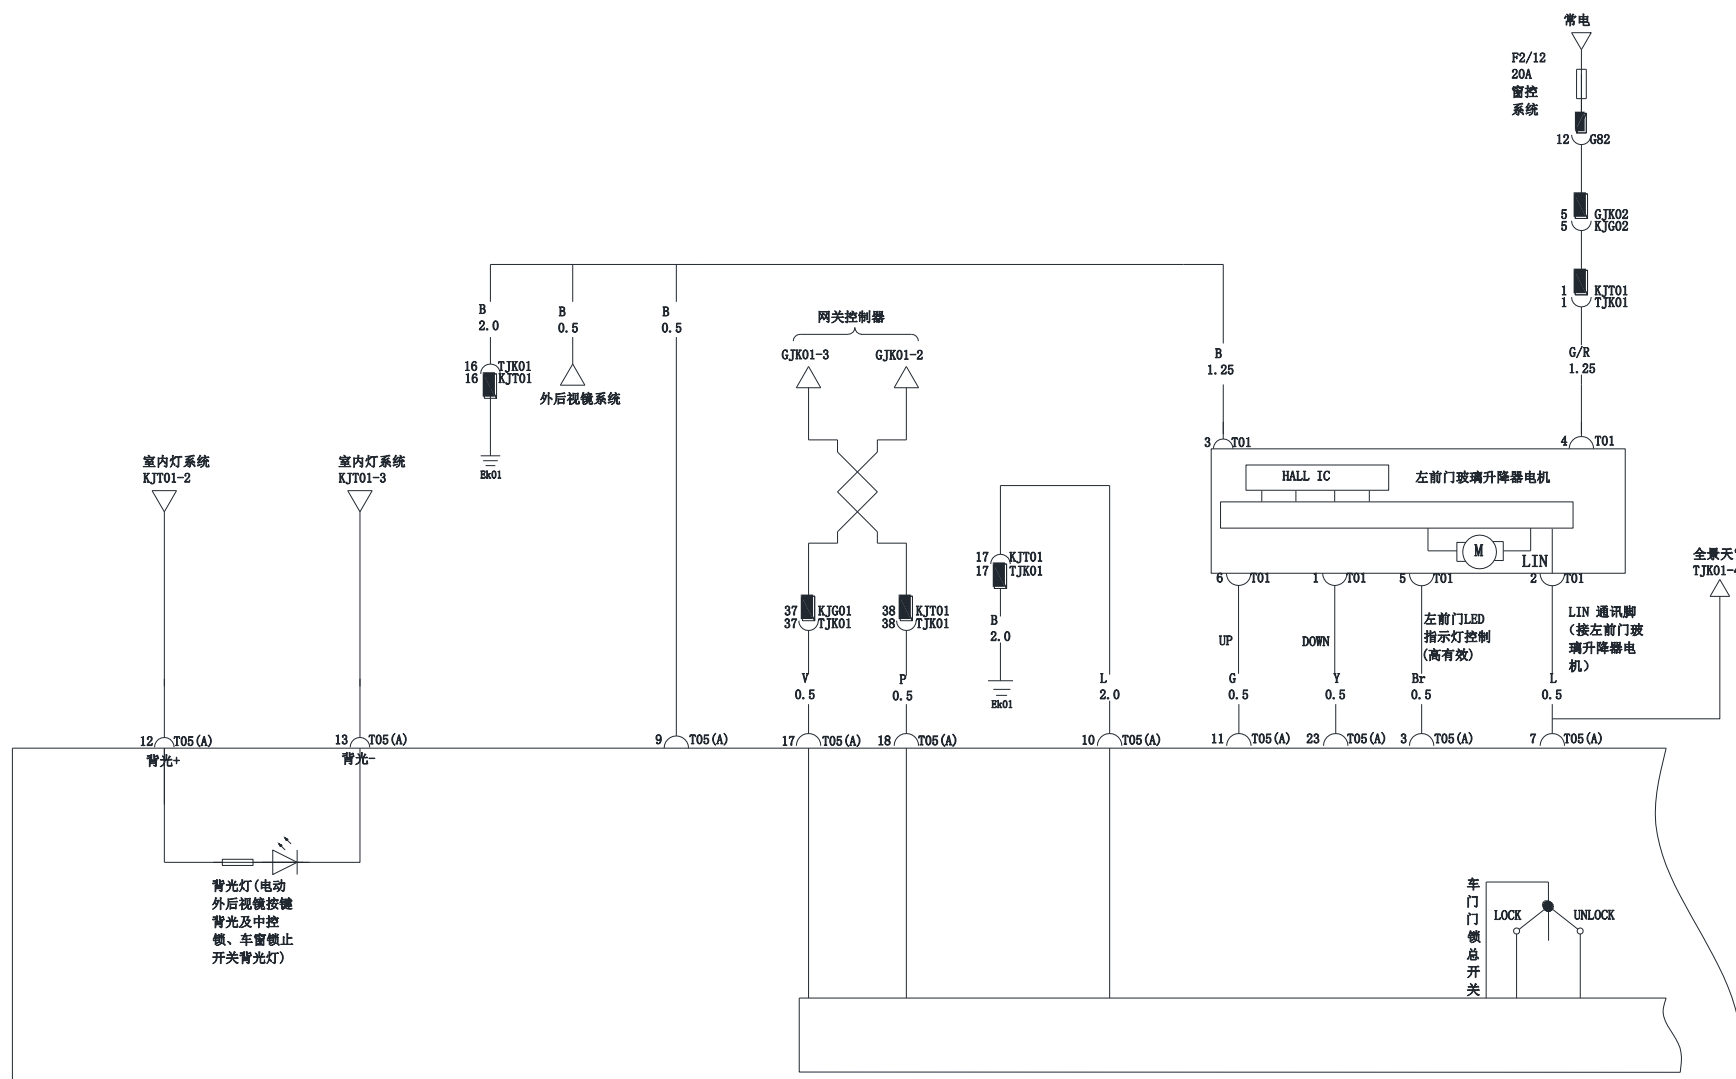 常电
F2/12
20A
窗控
系统
12 G82
5 GJK02
5 KJG02
1 KJT01
1 TJK01
G/R
1.25
B
2.0
B
0.5
B
0.5
16 TJK01
16 KJT01
外后视镜系统
Ek01
网关控制器
GJK01-3
GJK01-2
B
1.25
3 T01
4 T01
HALL IC
左前门玻璃升降器电机
M
LIN
6 T01
1 T01
5 T01
2 T01
室内灯系统
KJT01-2
室内灯系统
KJT01-3
17 KJT01
17 TJK01
B
2.0
Ek01
37 KJG01
37 TJK01
38 KJT01
38 TJK01
UP
DOWN
左前门LED
指示灯控制
(高有效)
LIN 通讯脚
(接左前门玻
璃升降器电
机)
全景天
TJK01-4
V
0.5
P
0.5
L
2.0
G
0.5
Y
0.5
Br
0.5
L
0.5
12 T05(A)
13 T05(A)
9 T05(A)
17 T05(A)
18 T05(A)
10 T05(A)
11 T05(A)
23 T05(A)
3 T05(A)
7 T05(A)
背光+
背光-
背光灯(电动
外后视镜按键
背光及中控
锁、车窗锁止
开关背光灯)
车门门锁总开关
LOCK
UNLOCK